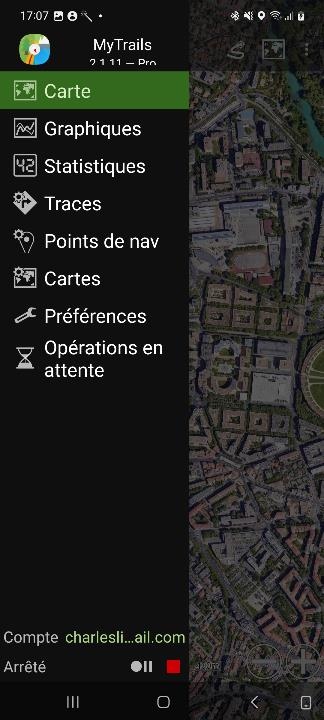 17:07
MyTrails
2.1.11 — Pro
Carte
Graphiques
42 Statistiques
Traces
Points de nav
Cartes
Préférences
Opérations en
attente
Compte charlesli...ail.com
Arrêté